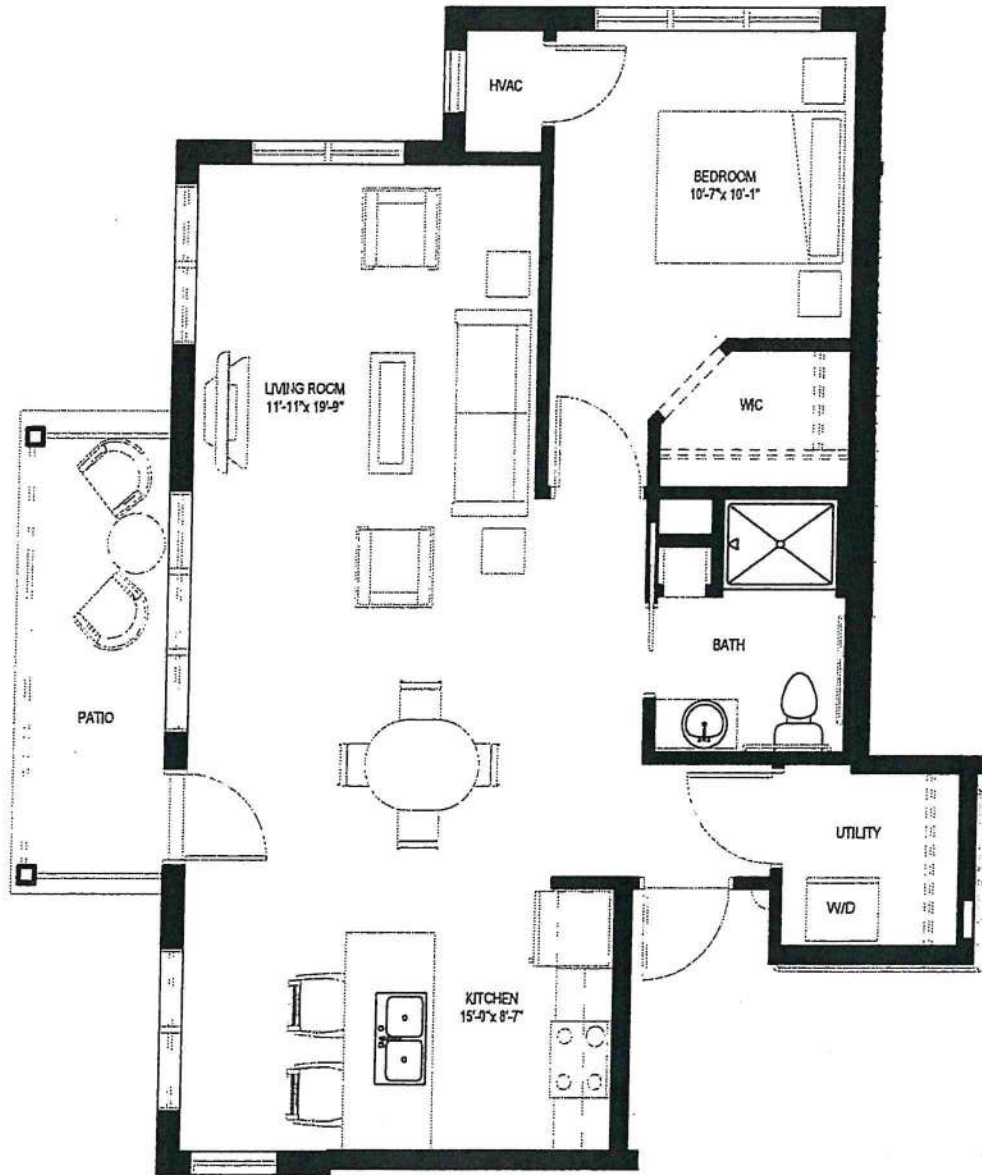 HVAC
BEDROOM
10'-7"x 10'-1"
LIVING ROOM
11'-11"x 19'-9"
WIC
BATH
PATIO
UTILITY
W/D
KITCHEN
15'-0"x 8'-7"